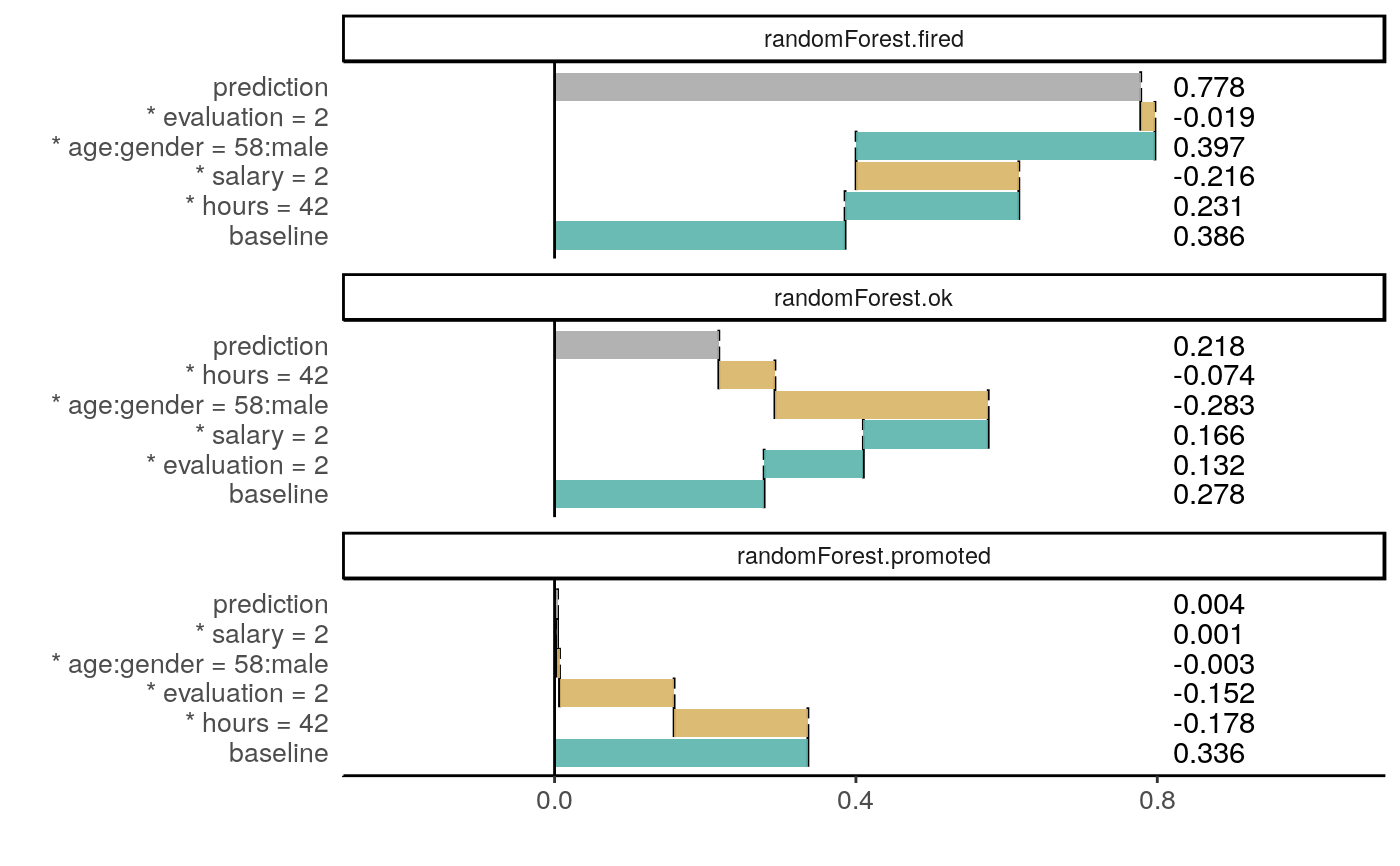 randomForest.fired
prediction 0.778
* evaluation = 2 -0.019
* age:gender = 58:male 0.397
* salary = 2 -0.216
* hours = 42 0.231
baseline 0.386
randomForest.ok
prediction 0.218
* hours = 42 -0.074
* age:gender = 58:male -0.283
* salary = 2 0.166
* evaluation = 2 0.132
baseline 0.278
randomForest.promoted
prediction 0.004
* salary = 2 0.001
* age:gender = 58:male -0.003
* evaluation = 2 -0.152
* hours = 42 -0.178
baseline 0.336
0.0 0.4 0.8